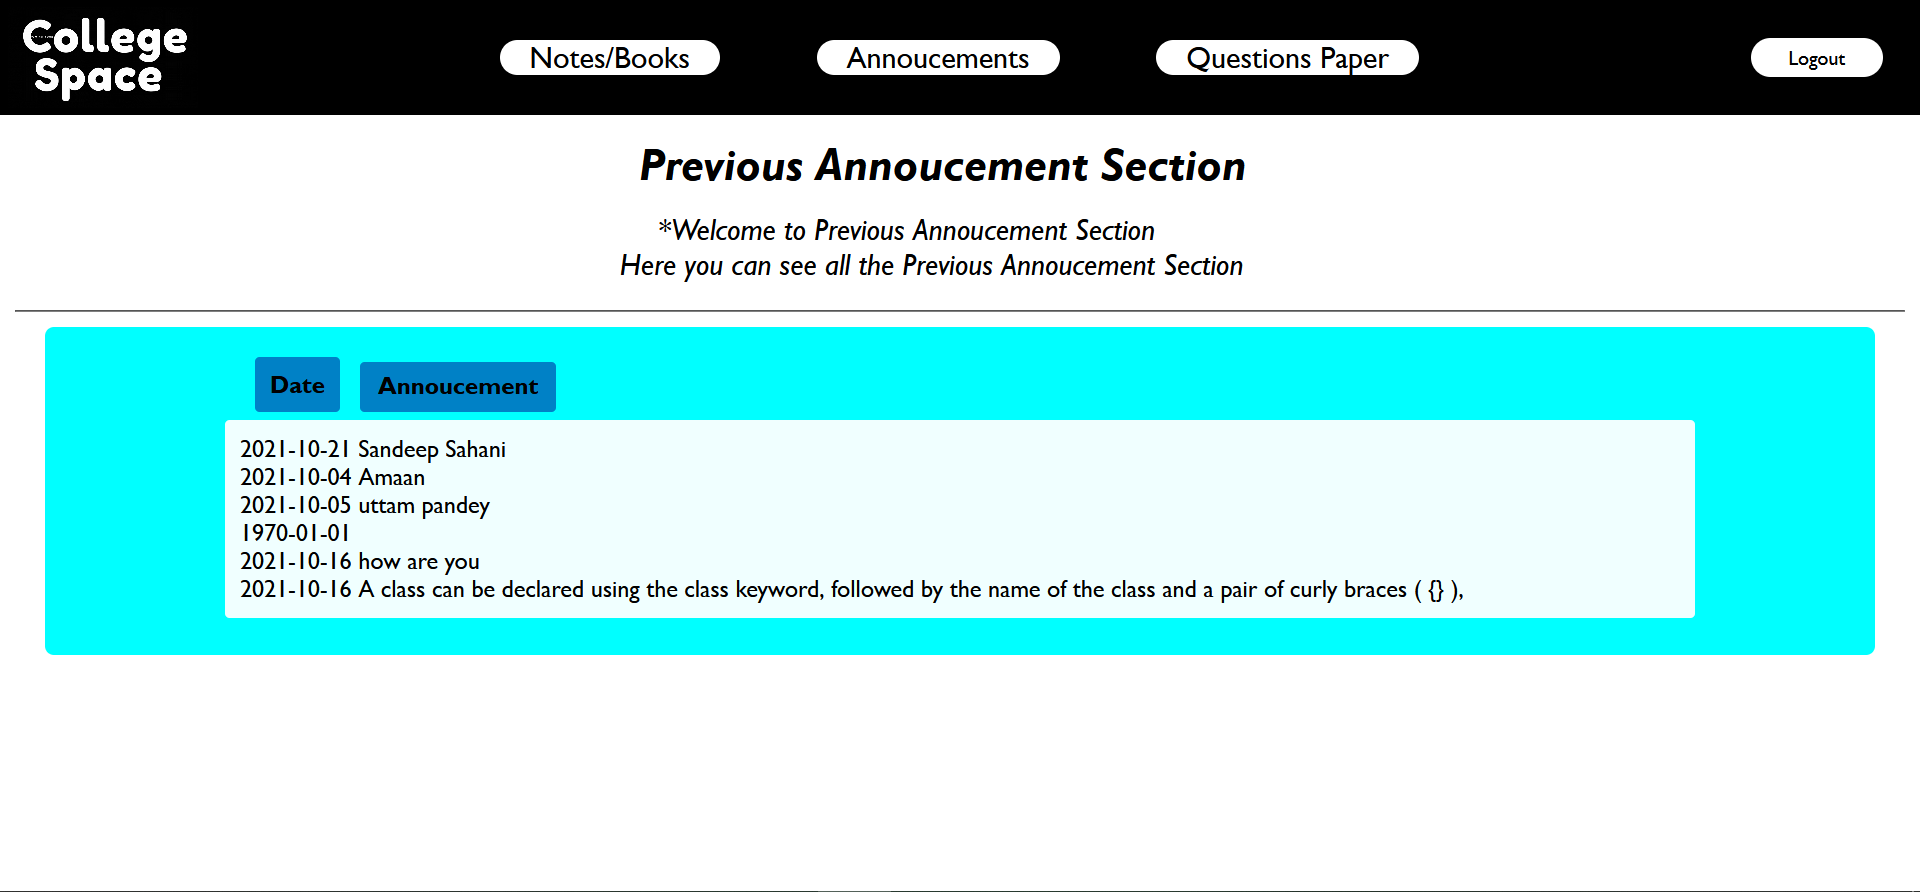 College
Space
Notes/Books
Annoucements
Questions Paper
Logout
Previous Annoucement Section
*Welcome to Previous Annoucement Section
Here you can see all the Previous Annoucement Section
Date
Annoucement
2021-10-21 Sandeep Sahani
2021-10-04 Amaan
2021-10-05 uttam pandey
1970-01-01
2021-10-16 how are you
2021-10-16 A class can be declared using the class keyword, followed by the name of the class and a pair of curly braces ( {} ),